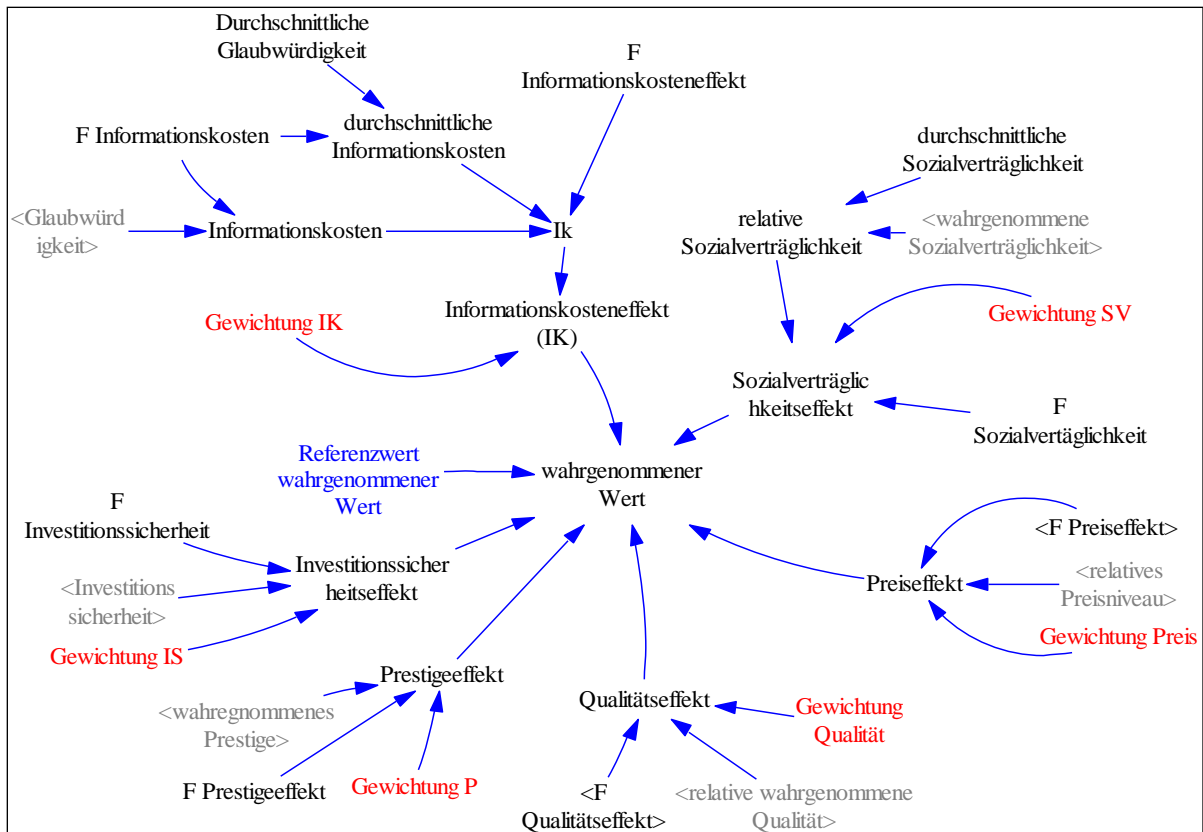 Durchschnittliche
Glaubwürdigkeit
F
Informationskosteneffekt
F Informationskosten
durchschnittliche
Informationskosten
durchschnittliche
Sozialverträglichkeit
<Glaubwürd
igkeit>
Informationskosten
Ik
relative
Sozialverträglichkeit
<wahrgenommene
Sozialverträglichkeit>
Gewichtung IK
Informationskosteneffekt
(IK)
Gewichtung SV
Sozialverträglic
hkeitseffekt
F
Sozialvertäglichkeit
Referenzwert
wahrgenommener
Wert
wahrgenommener
Wert
F
Investitionssicherheit
<F Preiseffekt>
Investitionssicher
heitseffekt
<Investitions
sicherheit>
Preiseffekt
<relatives
Preisniveau>
Gewichtung IS
Gewichtung Preis
Prestigeeffekt
<wahregnommenes
Prestige>
Qualitätseffekt
Gewichtung
Qualität
F Prestigeeffekt
Gewichtung P
<F
Qualitätseffekt>
<relative wahrgenommene
Qualität>